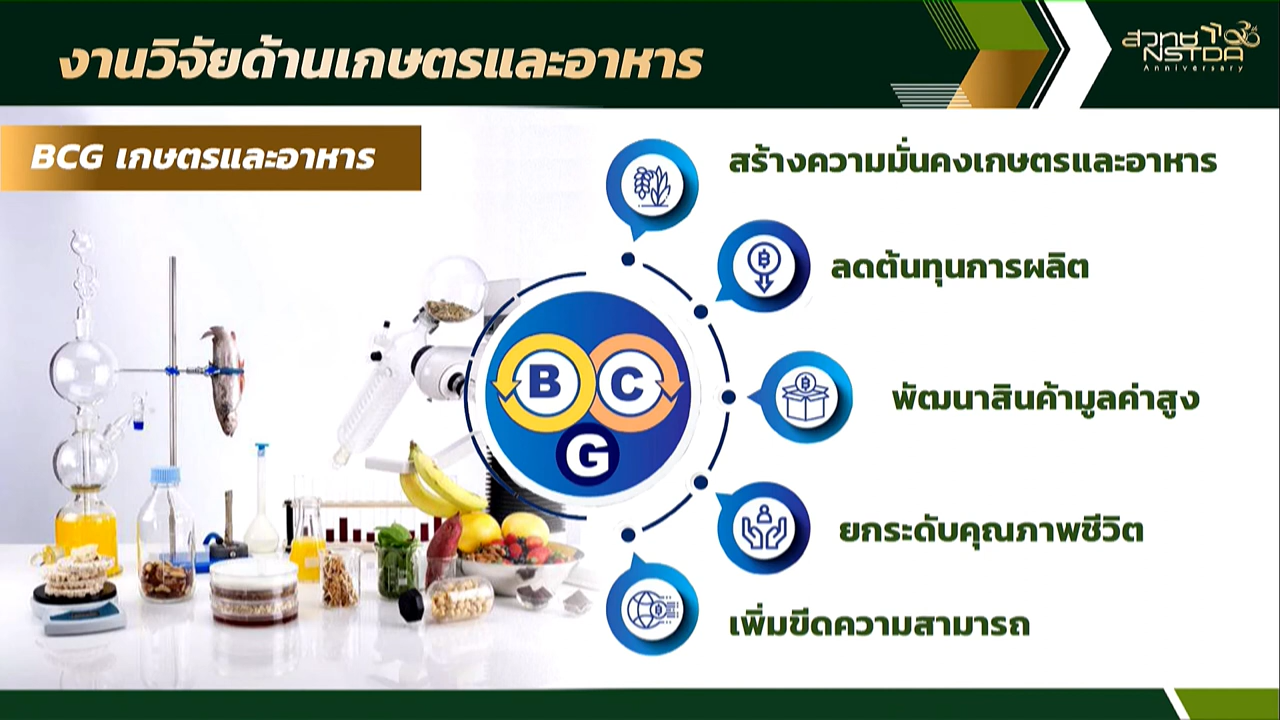 งานวิจัยด้านเกษตรและอาหาร
สวทช
NSTDA
Anniversary
BCG เกษตรและอาหาร
สร้างความมั่นคงเกษตรและอาหาร
ลดต้นทุนการผลิต
B C
G
พัฒนาสินค้ามูลค่าสูง
ยกระดับคุณภาพชีวิต
เพิ่มขีดความสามารถ